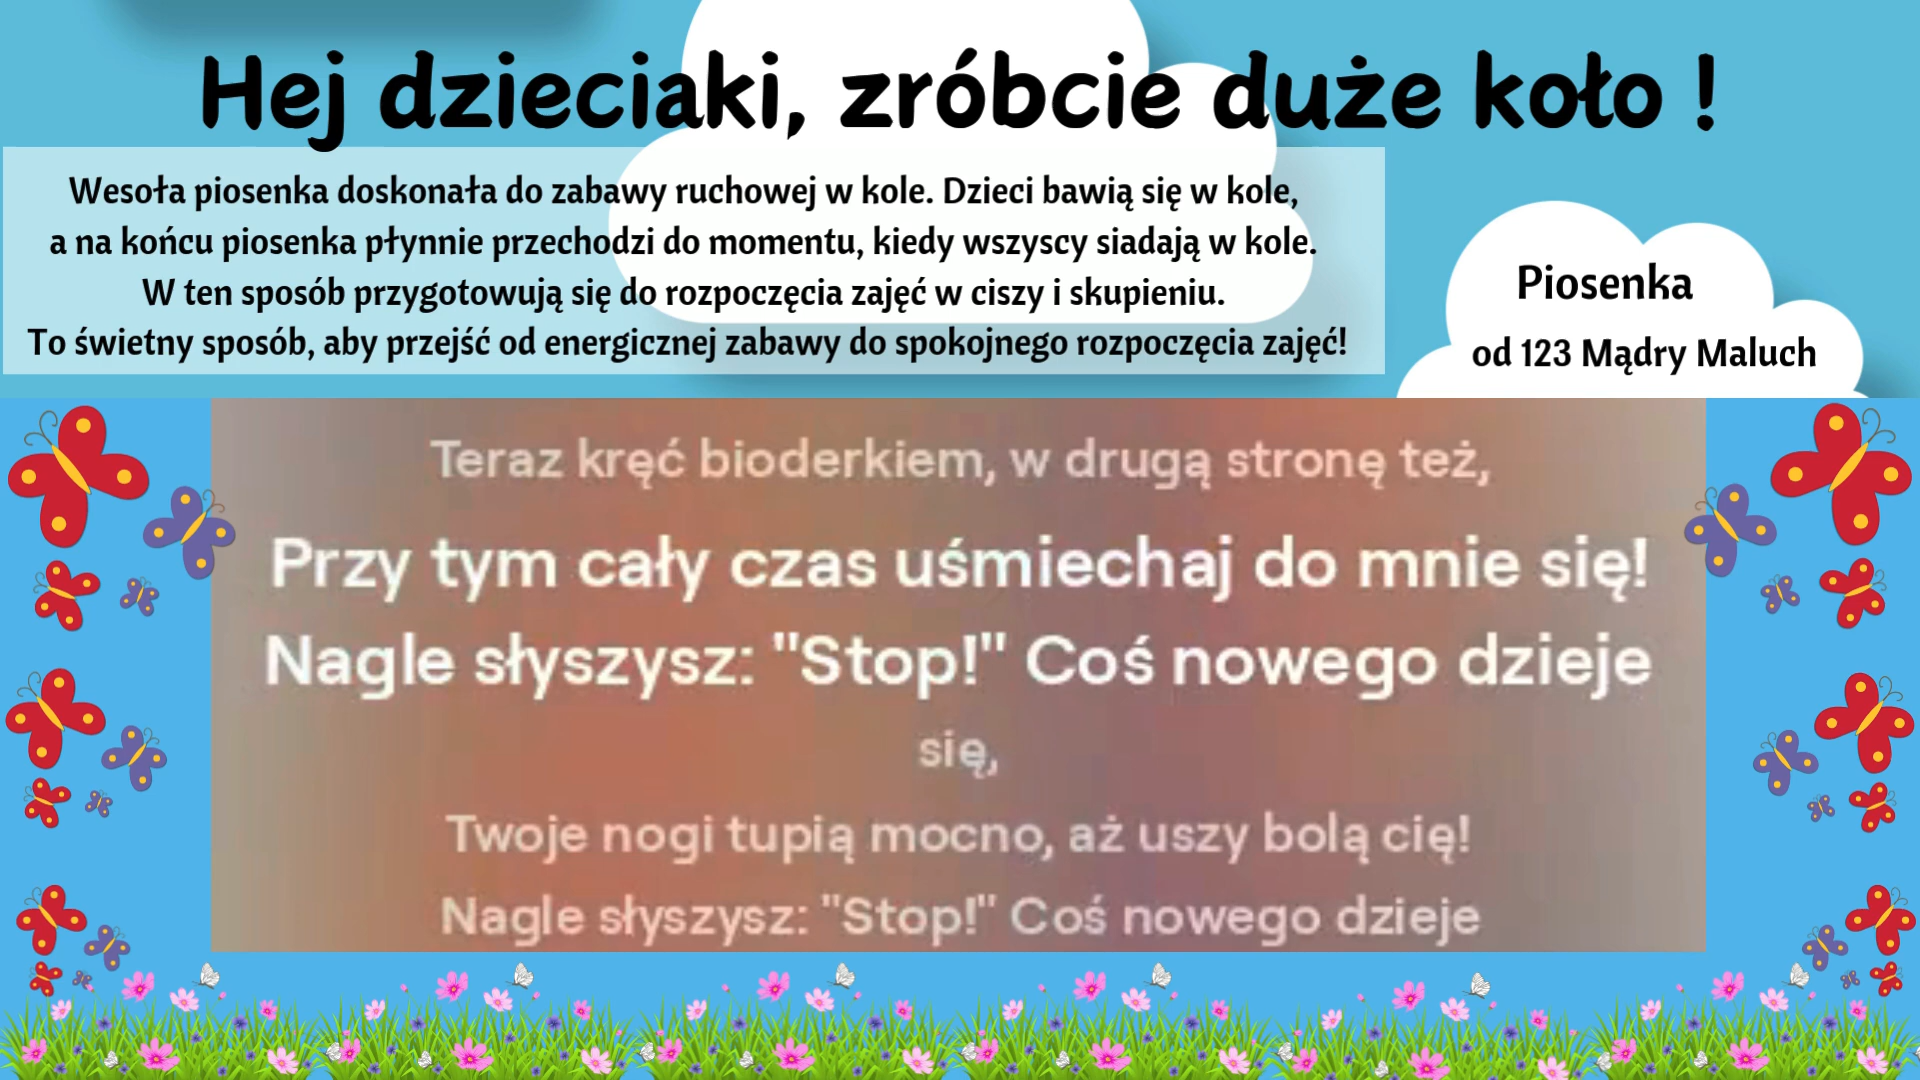 Hej dzieciaki, zróbcie duże koło !
Wesoła piosenka doskonała do zabawy ruchowej w kole. Dzieci bawią się w kole,
a na końcu piosenka płynnie przechodzi do momentu, kiedy wszyscy siadają w kole.
W ten sposób przygotowują się do rozpoczęcia zajęć w ciszy i skupieniu.
To świetny sposób, aby przejść od energicznej zabawy do spokojnego rozpoczęcia zajęć!
Piosenka
od 123 Mądry Maluch
Teraz kręć bioderkiem, w drugą stronę też,
Przy tym cały czas uśmiechaj do mnie się!
Nagle słyszysz: "Stop!" Coś nowego dzieje
się,
Twoje nogi tupią mocno, aż uszy bolą cię!
Nagle słyszysz: "Stop!" Coś nowego dzieje